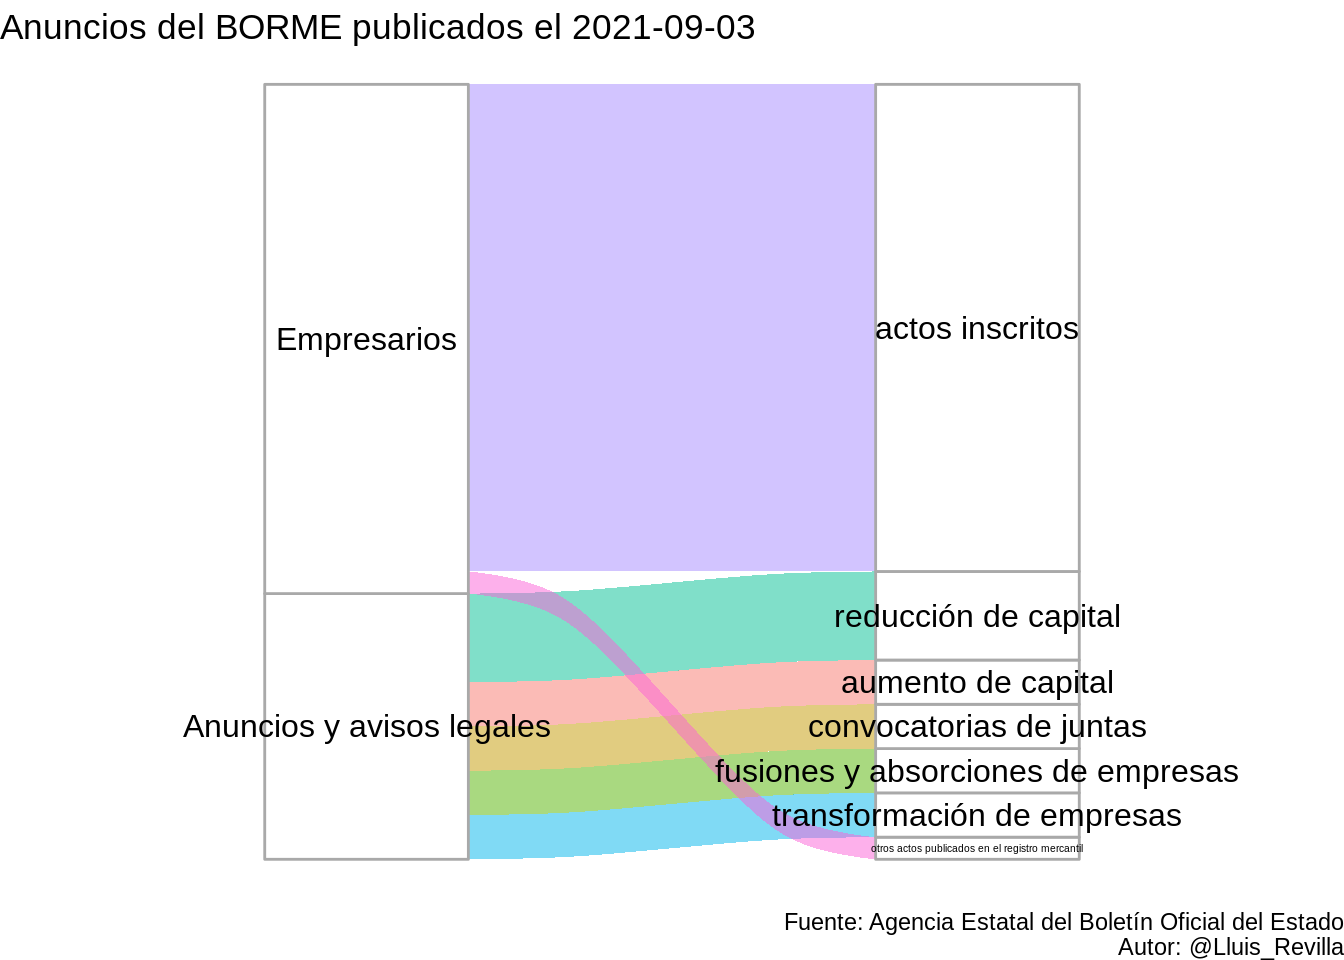 Anuncios del BORME publicados el 2021-09-03
Empresarios
actos inscritos
reducción de capital
aumento de capital
Anuncios y avisos legales
convocatorias de juntas
fusiones y absorciones de empresas
transformación de empresas
otros actos publicados en el registro mercantil
Fuente: Agencia Estatal del Boletín Oficial del Estado
Autor: @Lluis_Revilla